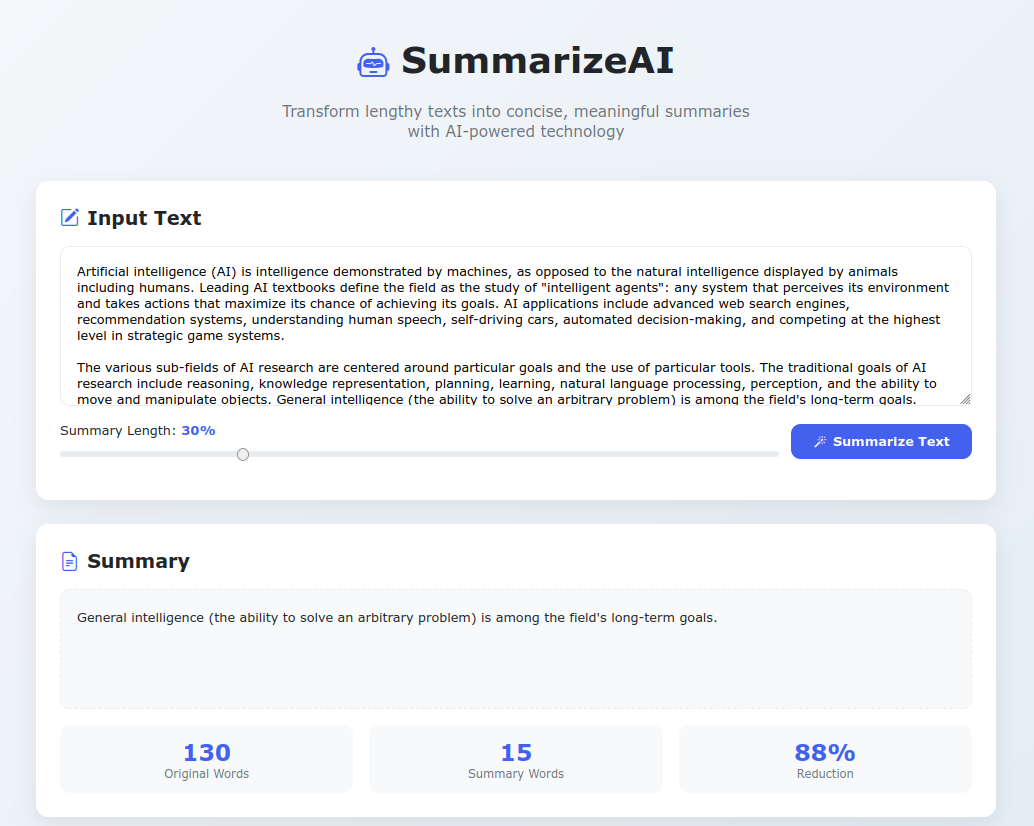 SummarizeAI
Transform lengthy texts into concise, meaningful summaries
with AI-powered technology
Input Text
Artificial intelligence (AI) is intelligence demonstrated by machines, as opposed to the natural intelligence displayed by animals
including humans. Leading AI textbooks define the field as the study of "intelligent agents": any system that perceives its environment
and takes actions that maximize its chance of achieving its goals. AI applications include advanced web search engines,
recommendation systems, understanding human speech, self-driving cars, automated decision-making, and competing at the highest
level in strategic game systems.
The various sub-fields of AI research are centered around particular goals and the use of particular tools. The traditional goals of AI
research include reasoning, knowledge representation, planning, learning, natural language processing, perception, and the ability to
move and manipulate objects. General intelligence (the ability to solve an arbitrary problem) is among the field's long-term goals.
Summary Length: 30%
Summarize Text
Summary
General intelligence (the ability to solve an arbitrary problem) is among the field's long-term goals.
130
Original Words
15
Summary Words
88%
Reduction